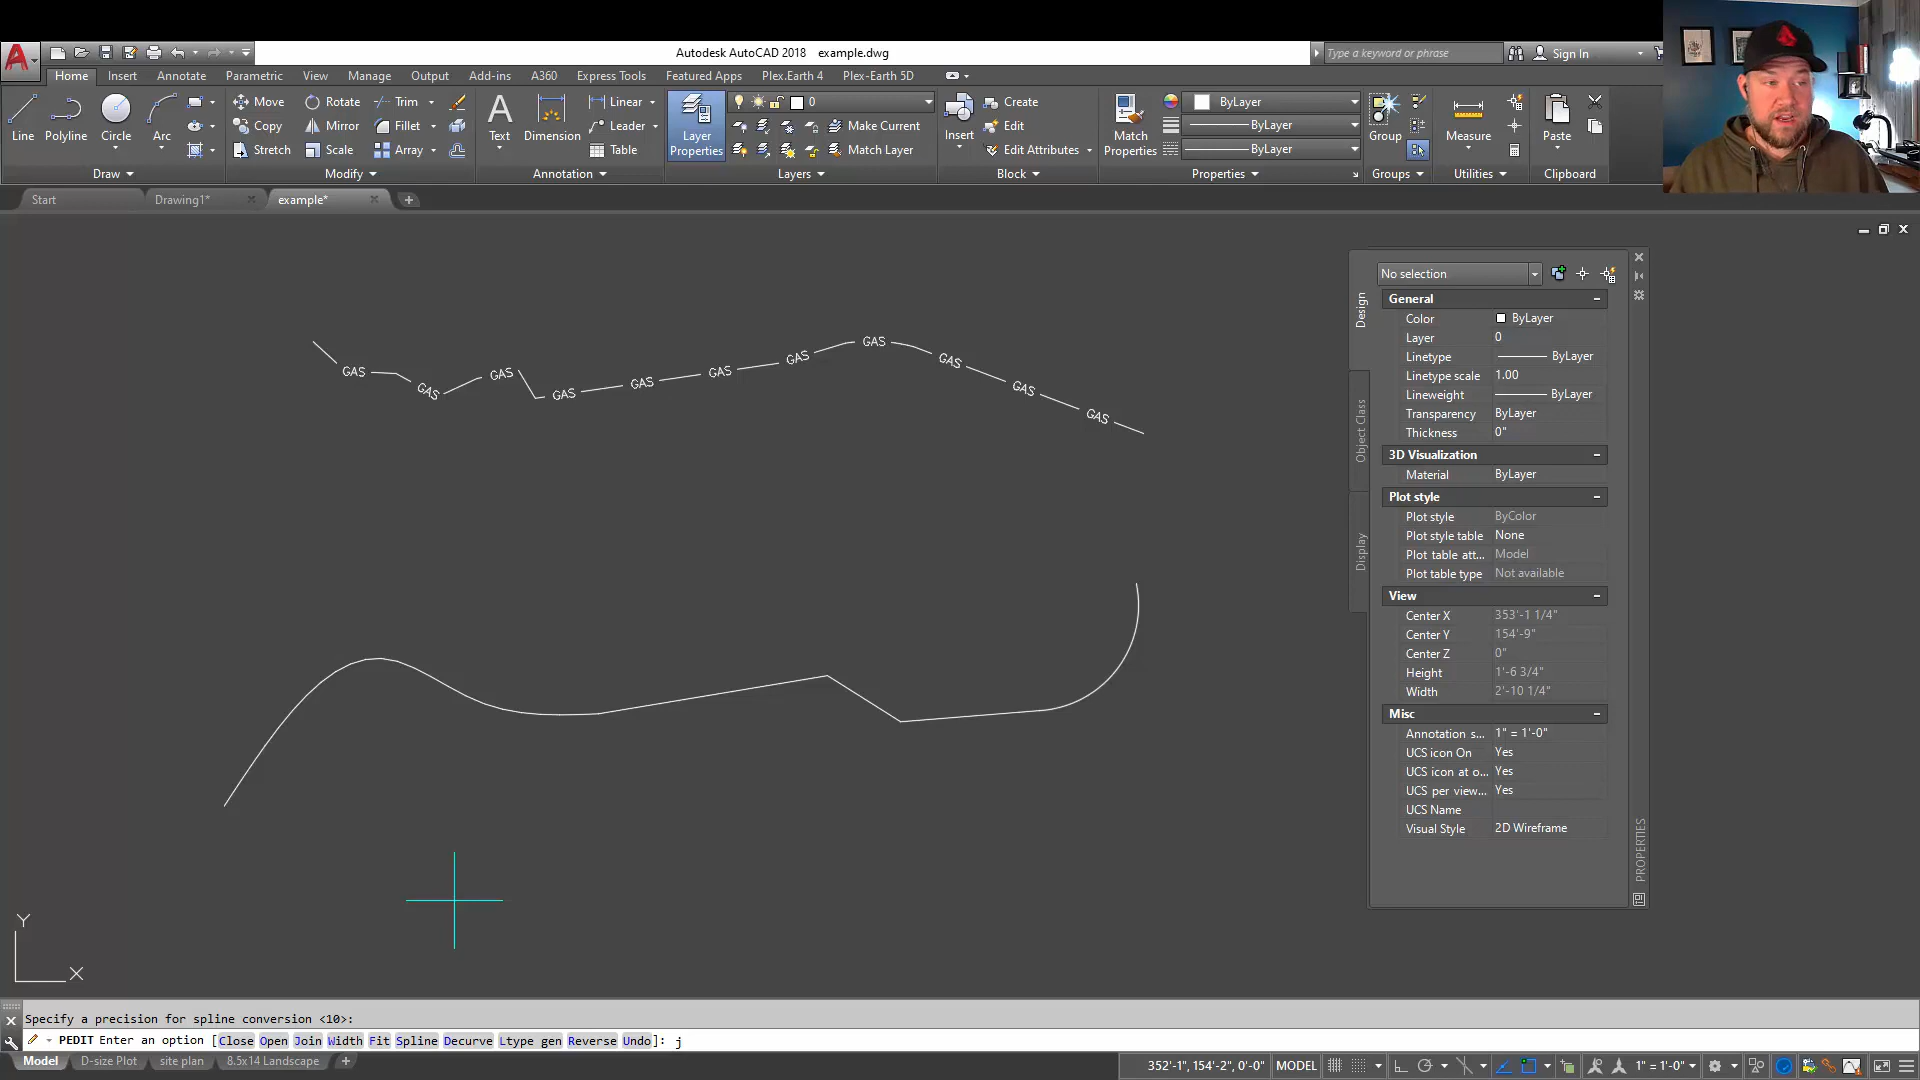 Autodesk AutoCAD 2018 example.dwg
Type a keyword or phrase
Sign In
Home Insert Annotate Parametric View Manage Output Add-ins A360 Express Tools Featured Apps Plex.Earth 4 Plex-Earth 5D
Line Polyline Circle Arc
Move Rotate Trim
Copy Mirror Fillet
Stretch Scale Array
Text Dimension
Linear
Leader
Table
Layer Properties
0
Make Current
Match Layer
Insert
Create
Edit
Edit Attributes
Match Properties
ByLayer
ByLayer
ByLayer
Group
Measure
Paste
Draw Modify Annotation Layers Block Properties Groups Utilities Clipboard
Start Drawing1* example*
GAS
GAS
GAS
GAS
GAS
GAS
GAS
GAS
GAS
GAS
GAS
Design
Object Class
Display
No selection
General
Color ByLayer
Layer 0
Linetype ByLayer
Linetype scale 1.00
Lineweight ByLayer
Transparency ByLayer
Thickness 0"
3D Visualization
Material ByLayer
Plot style
Plot style ByColor
Plot style table None
Plot table att... Model
Plot table type Not available
View
Center X 353'-1 1/4"
Center Y 154'-9"
Center Z 0"
Height 1'-6 3/4"
Width 2'-10 1/4"
Misc
Annotation s... 1" = 1'-0"
UCS icon On Yes
UCS icon at o... Yes
UCS per view... Yes
UCS Name
Visual Style 2D Wireframe
PROPERTIES
Y
X
Specify a precision for spline conversion <10>:
PEDIT Enter an option [Close Open Join Width Fit Spline Decurve Ltype gen Reverse Undo]: j
Model D-size Plot site plan 8.5x14 Landscape
352'-1", 154'-2", 0'-0" MODEL 1" = 1'-0"